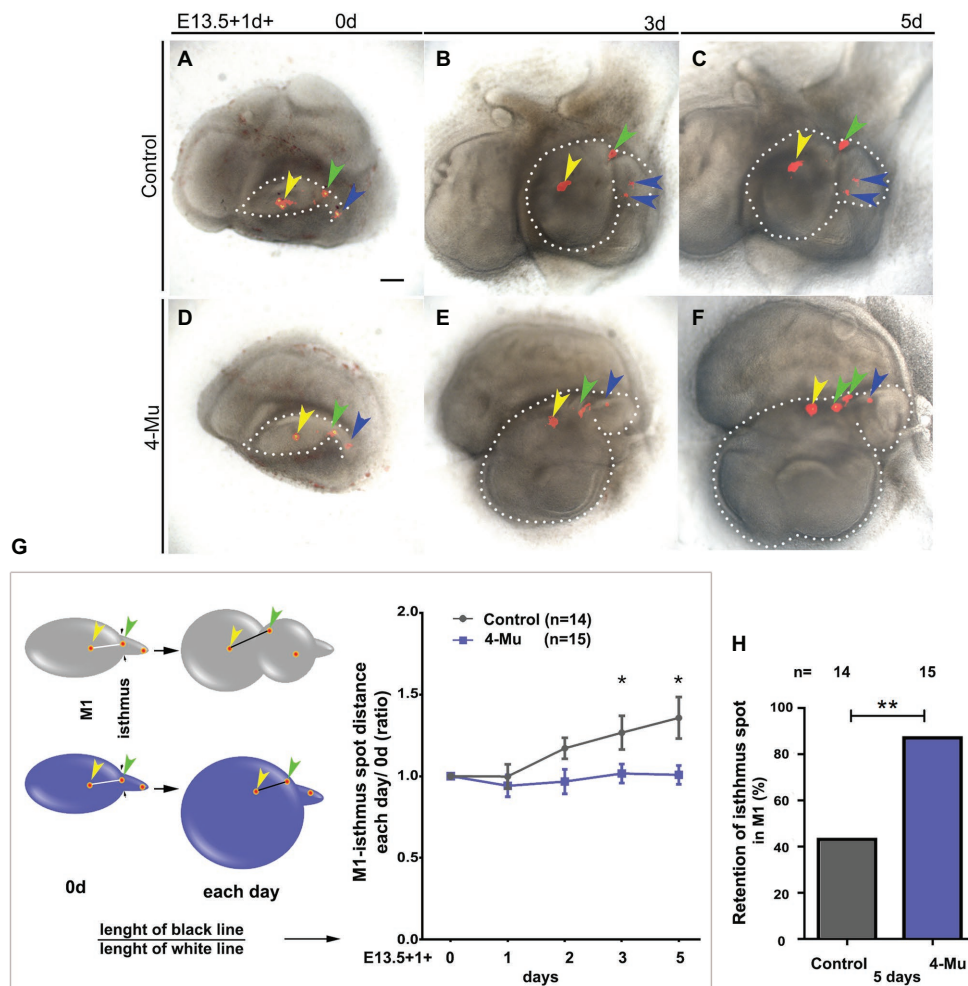 E13.5+1d+ 0d 3d 5d
A B C
Control
D E F
4-Mu
G
M1
isthmus
0d each day
lenght of black line
lenght of white line
M1-isthmus spot distance
each day/ 0d (ratio)
2.0
1.5
1.0
0.5
0.0
Control (n=14)
4-Mu (n=15)
* *
E13.5+1+ 0 1 2 3 5
days
H
n= 14 15
**
Retention of isthhmus spot
in M1 (%)
100
80
60
40
20
0
Control 4-Mu
5 days